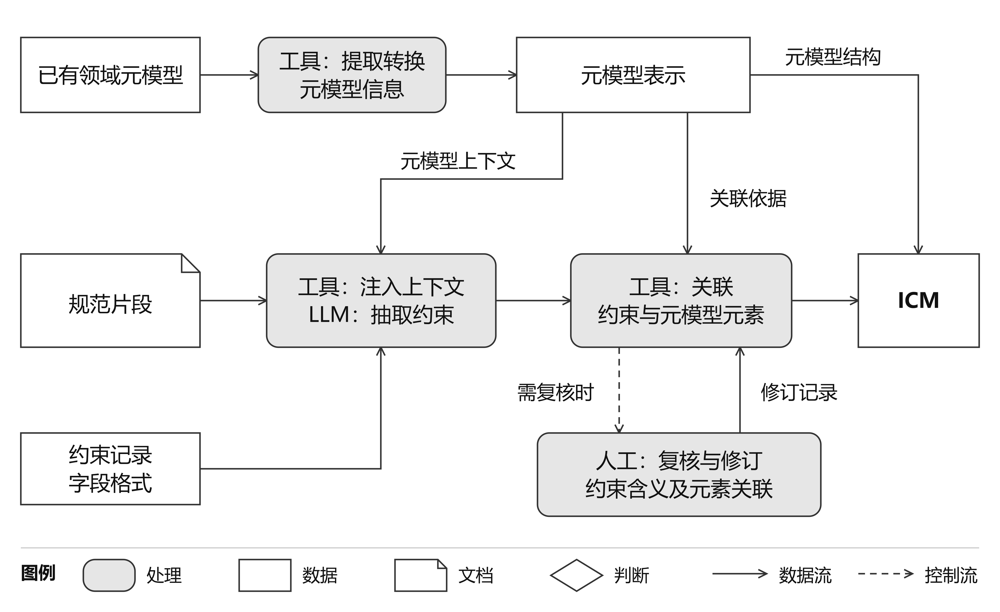 已有领域元模型
工具：提取转换
元模型信息
元模型表示
元模型结构
元模型上下文
关联依据
规范片段
工具：注入上下文
LLM：抽取约束
工具：关联
约束与元模型元素
ICM
需复核时
修订记录
约束记录
字段格式
人工：复核与修订
约束含义及元素关联
图例
处理
数据
文档
判断
数据流
控制流